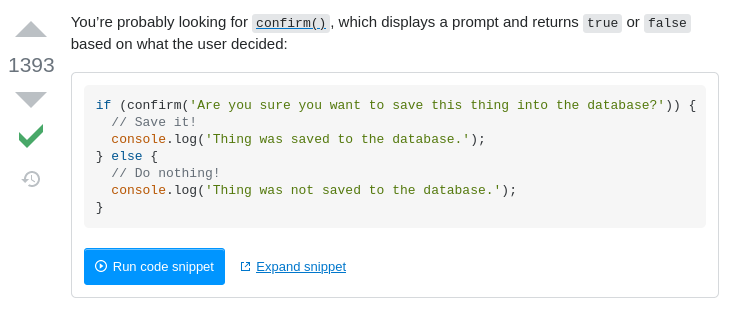 You’re probably looking for confirm(), which displays a prompt and returns true or false
based on what the user decided:
1393
if (confirm('Are you sure you want to save this thing into the database?')) {
  // Save it!
  console.log('Thing was saved to the database.');
} else {
  // Do nothing!
  console.log('Thing was not saved to the database.');
}
Run code snippet
Expand snippet